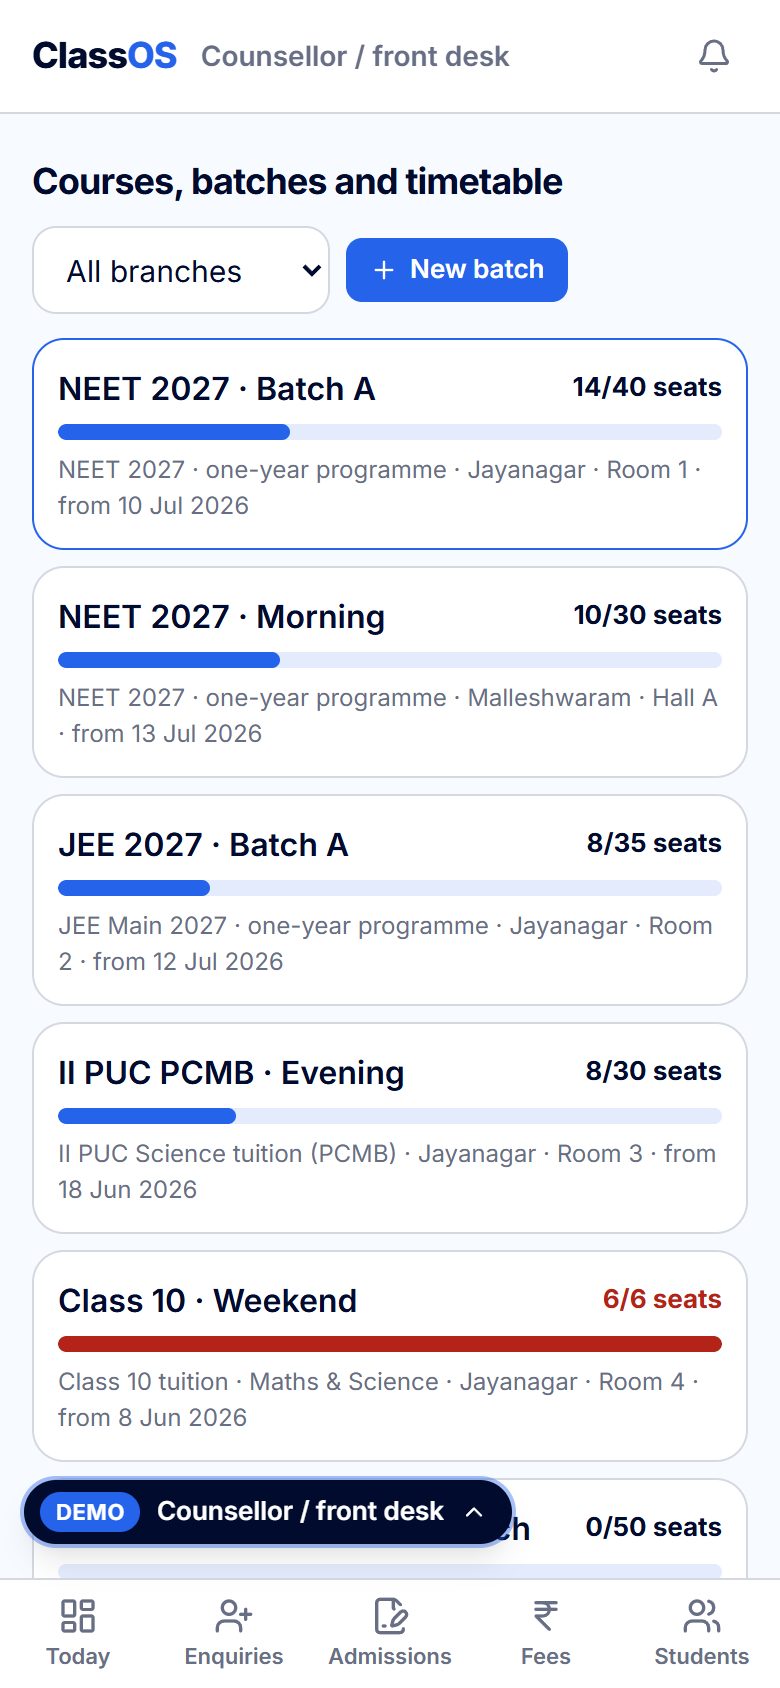 ClassOS Counsellor / front desk
Courses, batches and timetable
All branches
+ New batch
NEET 2027 · Batch A
14/40 seats
NEET 2027 · one-year programme · Jayanagar · Room 1 ·
from 10 Jul 2026
NEET 2027 · Morning
10/30 seats
NEET 2027 · one-year programme · Malleshwaram · Hall A
· from 13 Jul 2026
JEE 2027 · Batch A
8/35 seats
JEE Main 2027 · one-year programme · Jayanagar · Room
2 · from 12 Jul 2026
II PUC PCMB · Evening
8/30 seats
II PUC Science tuition (PCMB) · Jayanagar · Room 3 · from
18 Jun 2026
Class 10 · Weekend
6/6 seats
Class 10 tuition · Maths & Science · Jayanagar · Room 4 ·
from 8 Jun 2026
0/50 seats
DEMO Counsellor / front desk
Today
Enquiries
Admissions
Fees
Students